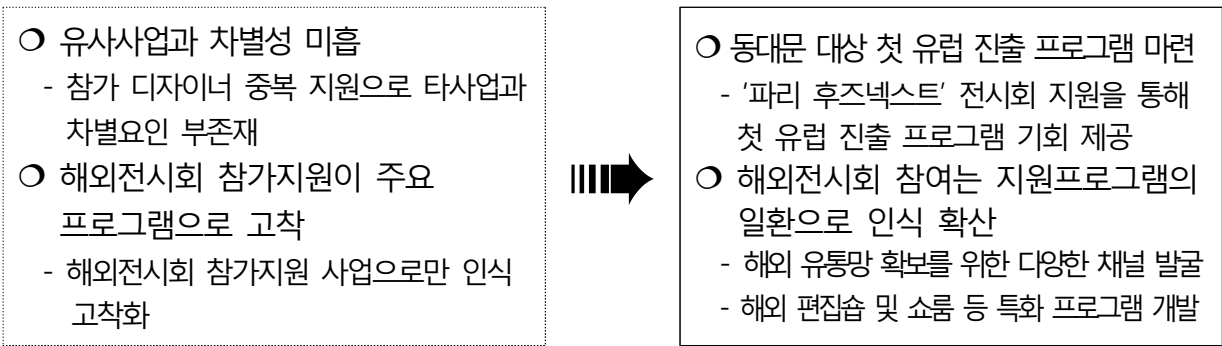 ❍ 유사사업과 차별성 미흡
- 참가 디자이너 중복 지원으로 타사업과
차별요인 부존재
❍ 해외전시회 참가지원이 주요
프로그램으로 고착
- 해외전시회 참가지원 사업으로만 인식
고착화
❍ 동대문 대상 첫 유럽 진출 프로그램 마련
- '파리 후즈넥스트' 전시회 지원을 통해
첫 유럽 진출 프로그램 기회 제공
❍ 해외전시회 참여는 지원프로그램의
일환으로 인식 확산
- 해외 유통망 확보를 위한 다양한 채널 발굴
- 해외 편집숍 및 쇼룸 등 특화 프로그램 개발